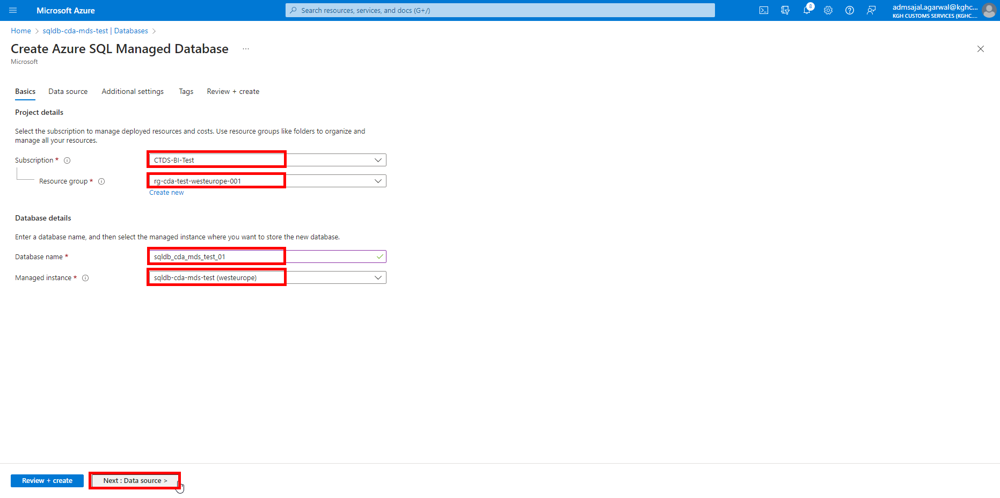 Microsoft Azure
Search resources, services, and docs (G+/)
8
admsajal.agarwal@kghc...
KGH CUSTOMS SERVICES (KGHC....
Home > sqldb-cda-mds-test | Databases >
Create Azure SQL Managed Database ...
Microsoft
Basics Data source Additional settings Tags Review + create
Project details
Select the subscription to manage deployed resources and costs. Use resource groups like folders to organize and
manage all your resources.
Subscription * CTDS-BI-Test
Resource group * rg-cda-test-westeurope-001
Create new
Database details
Enter a database name, and then select the managed instance where you want to store the new database.
Database name * sqldb_cda_mds_test_01
Managed instance * sqldb-cda-mds-test (westeurope)
Review + create Next : Data source >